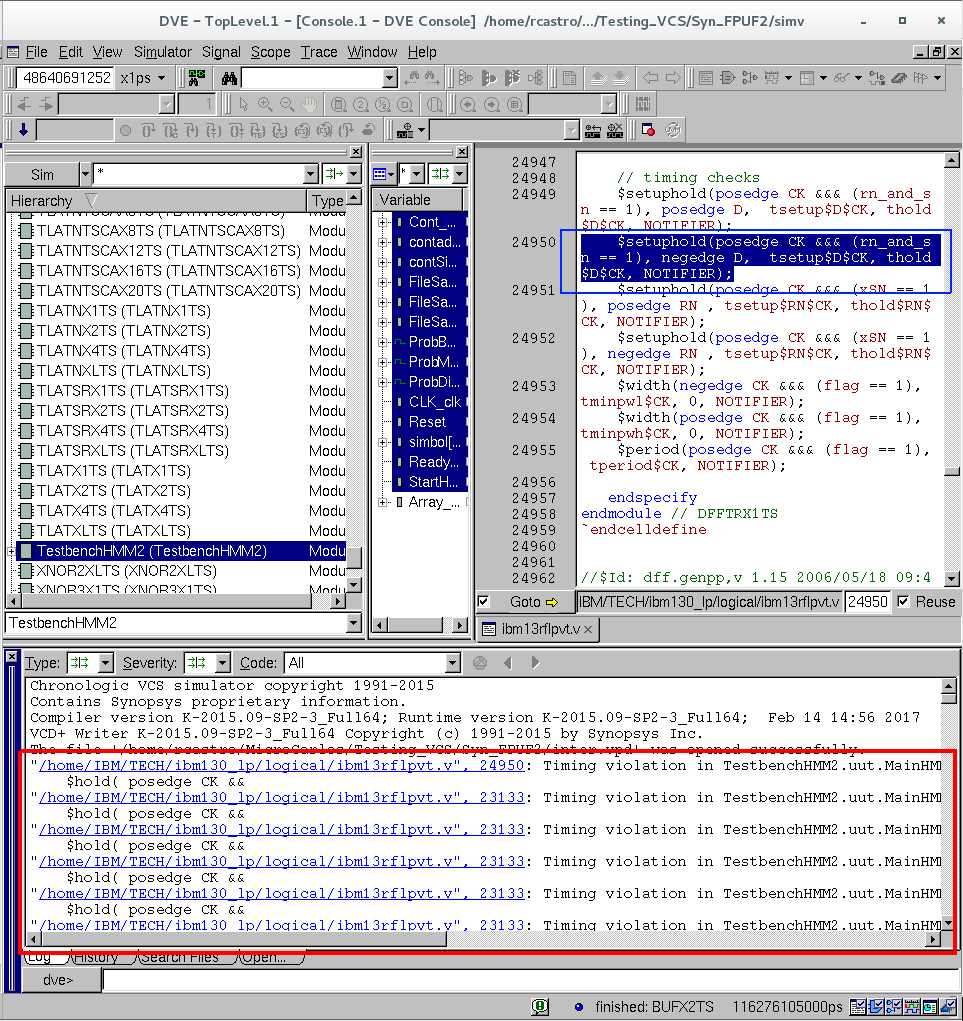 DVE - TopLevel.1 - [Console.1 - DVE Console]  /home/rcastro/.../Testing_VCS/Syn_FPUF2/simv
File Edit View Simulator Signal Scope Trace Window Help
48640691252 x1ps
1
Sim *
Hierarchy Type
TLATNTSCAX8TS (TLATNTSCAX8TS) Modu
TLATNTSCAX12TS (TLATNTSCAX12TS) Modu
TLATNTSCAX16TS (TLATNTSCAX16TS) Modu
TLATNTSCAX20TS (TLATNTSCAX20TS) Modu
TLATNX1TS (TLATNX1TS) Modu
TLATNX2TS (TLATNX2TS) Modu
TLATNX4TS (TLATNX4TS) Modu
TLATNXLTS (TLATNXLTS) Modu
TLATSRX1TS (TLATSRX1TS) Modu
TLATSRX2TS (TLATSRX2TS) Modu
TLATSRX4TS (TLATSRX4TS) Modu
TLATSRXLTS (TLATSRXLTS) Modu
TLATX1TS (TLATX1TS) Modu
TLATX2TS (TLATX2TS) Modu
TLATX4TS (TLATX4TS) Modu
TLATXLTS (TLATXLTS) Modu
TestbenchHMM2 (TestbenchHMM2) Modu
XNOR2XLTS (XNOR2XLTS) Modu
XNOR3X1TS (XNOR3X1TS) Modu
TestbenchHMM2
*
Variable
Cont_...
contad...
contSi...
FileSa...
FileSa...
FileSa...
ProbB...
ProbM...
ProbDi...
CLK_clk
Reset
simbol[...
Ready...
StartH...
Array_...
24947
24948 // timing checks
24949 $setuphold(posedge CK &&& (rn_and_s
n == 1), posedge D,  tsetup$D$CK, thold
$D$CK, NOTIFIER);
24950 $setuphold(posedge CK &&& (rn_and_s
n == 1), negedge D,  tsetup$D$CK, thold
$D$CK, NOTIFIER);
24951 $setuphold(posedge CK &&& (xSN == 1
), posedge RN , tsetup$RN$CK, thold$RN$
CK, NOTIFIER);
24952 $setuphold(posedge CK &&& (xSN == 1
), negedge RN , tsetup$RN$CK, thold$RN$
CK, NOTIFIER);
24953 $width(negedge CK &&& (flag == 1),
tminpwl$CK, 0, NOTIFIER);
24954 $width(posedge CK &&& (flag == 1),
tminpwh$CK, 0, NOTIFIER);
24955 $period(posedge CK &&& (flag == 1),
tperiod$CK, NOTIFIER);
24956
24957 endspecify
24958 endmodule // DFFTRX1TS
24959 `endcelldefine
24960
24961
24962 //$Id: dff.genpp,v 1.15 2006/05/18 09:4
Goto IBM/TECH/ibm130_lp/logical/ibm13rflpvt.v 24950 Reuse
ibm13rflpvt.v
Type: Severity: Code: All
Chronologic VCS simulator copyright 1991-2015
Contains Synopsys proprietary information.
Compiler version K-2015.09-SP2-3_Full64; Runtime version K-2015.09-SP2-3_Full64;  Feb 14 14:56 2017
VCD+ Writer K-2015.09-SP2-3_Full64 Copyright (c) 1991-2015 by Synopsys Inc.
The file '/home/rcastro/MicroCarlos/Testing_VCS/Syn_FPUF2/inter.vpd' was opened successfully.
"/home/IBM/TECH/ibm130_lp/logical/ibm13rflpvt.v", 24950: Timing violation in TestbenchHMM2.uut.MainHM
$hold( posedge CK &&
"/home/IBM/TECH/ibm130_lp/logical/ibm13rflpvt.v", 23133: Timing violation in TestbenchHMM2.uut.MainHM
$hold( posedge CK &&
"/home/IBM/TECH/ibm130_lp/logical/ibm13rflpvt.v", 23133: Timing violation in TestbenchHMM2.uut.MainHM
$hold( posedge CK &&
"/home/IBM/TECH/ibm130_lp/logical/ibm13rflpvt.v", 23133: Timing violation in TestbenchHMM2.uut.MainHM
$hold( posedge CK &&
"/home/IBM/TECH/ibm130_lp/logical/ibm13rflpvt.v", 23133: Timing violation in TestbenchHMM2.uut.MainHM
$hold( posedge CK &&
"/home/IBM/TECH/ibm130_lp/logical/ibm13rflpvt.v", 23133: Timing violation in TestbenchHMM2.uut.MainHM
Log History Search Files Open...
dve>
finished: BUFX2TS 116276105000ps